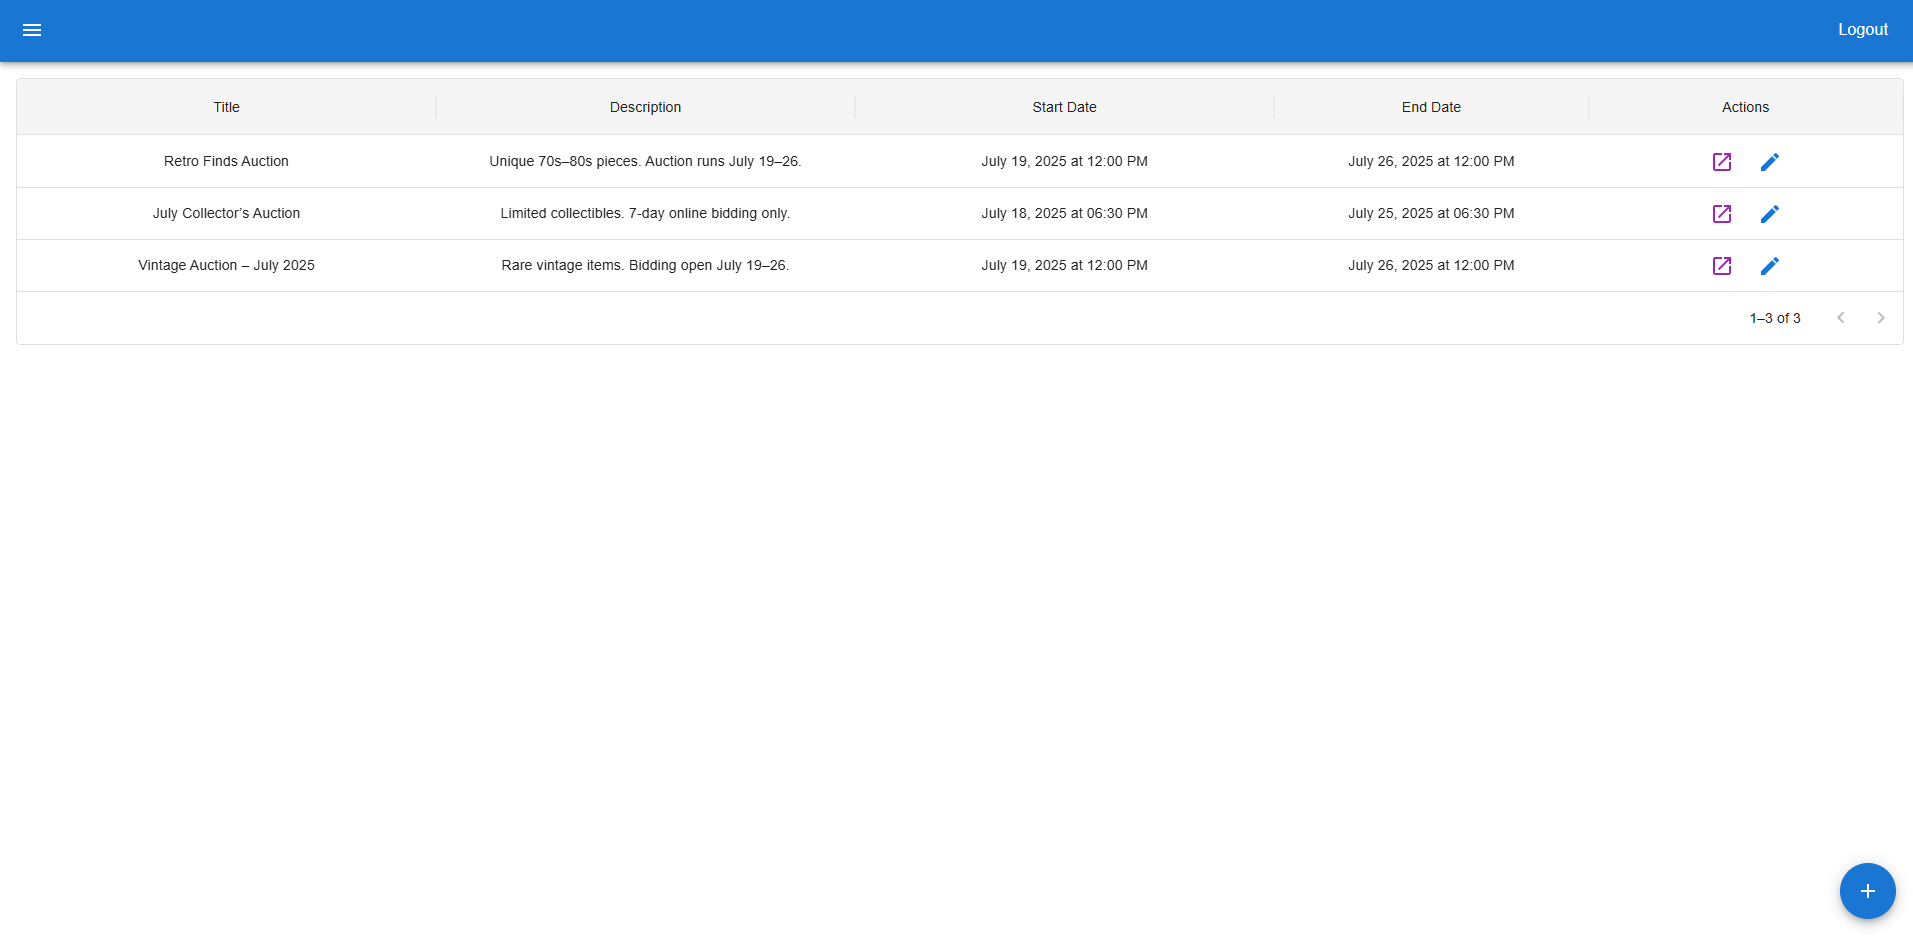 Logout
Title Description Start Date End Date Actions
Retro Finds Auction Unique 70s–80s pieces. Auction runs July 19–26. July 19, 2025 at 12:00 PM July 26, 2025 at 12:00 PM
July Collector’s Auction Limited collectibles. 7-day online bidding only. July 18, 2025 at 06:30 PM July 25, 2025 at 06:30 PM
Vintage Auction – July 2025 Rare vintage items. Bidding open July 19–26. July 19, 2025 at 12:00 PM July 26, 2025 at 12:00 PM
1–3 of 3